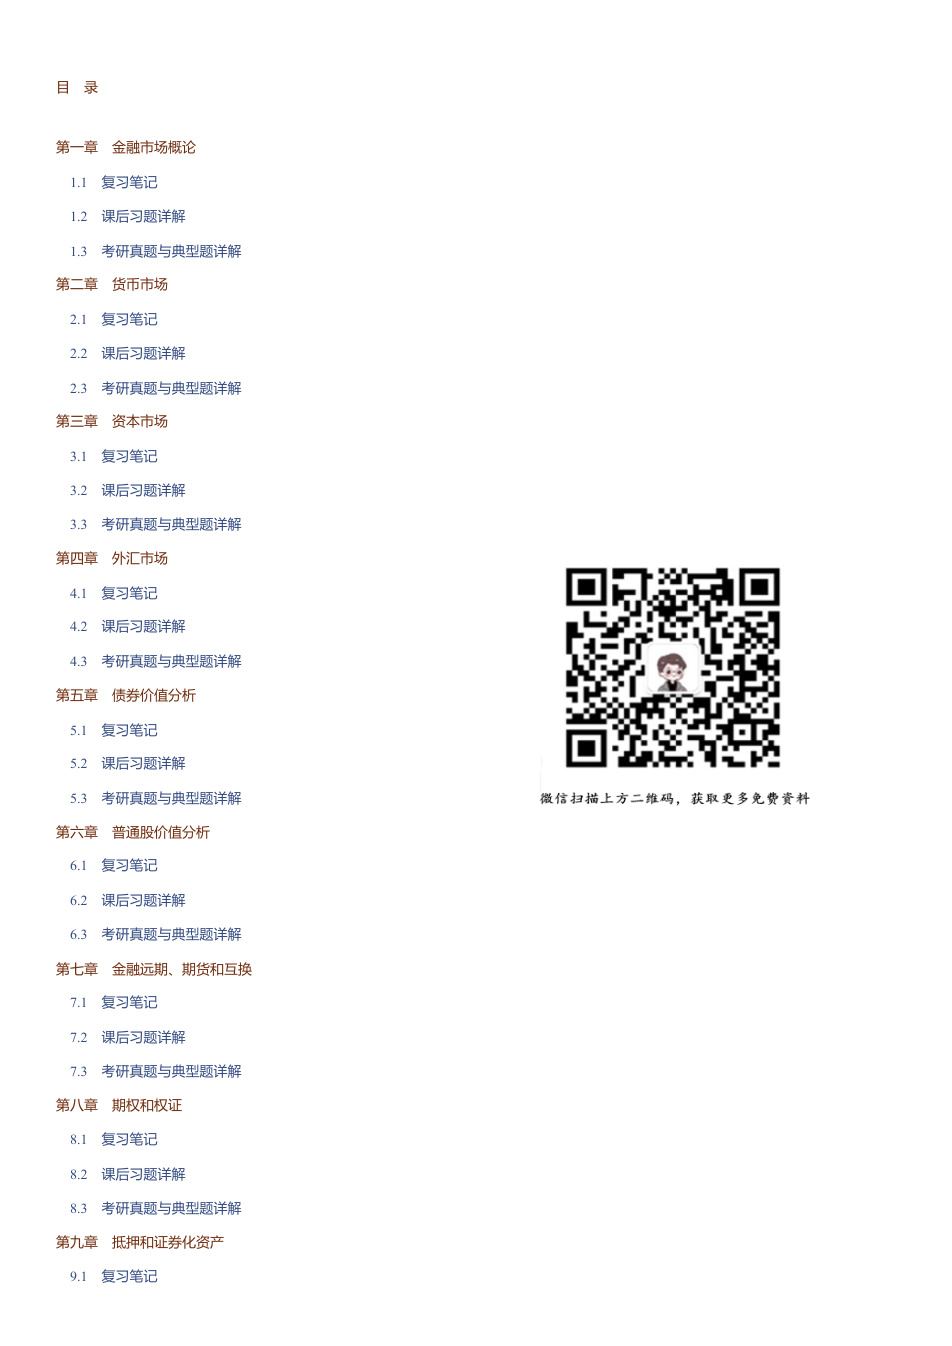 目　录
第一章　金融市场概论
1.1　复习笔记
1.2　课后习题详解
1.3　考研真题与典型题详解
第二章　货币市场
2.1　复习笔记
2.2　课后习题详解
2.3　考研真题与典型题详解
第三章　资本市场
3.1　复习笔记
3.2　课后习题详解
3.3　考研真题与典型题详解
第四章　外汇市场
4.1　复习笔记
4.2　课后习题详解
4.3　考研真题与典型题详解
第五章　债券价值分析
5.1　复习笔记
5.2　课后习题详解
5.3　考研真题与典型题详解
微信扫描上方二维码，获取更多免费资料
第六章　普通股价值分析
6.1　复习笔记
6.2　课后习题详解
6.3　考研真题与典型题详解
第七章　金融远期、期货和互换
7.1　复习笔记
7.2　课后习题详解
7.3　考研真题与典型题详解
第八章　期权和权证
8.1　复习笔记
8.2　课后习题详解
8.3　考研真题与典型题详解
第九章　抵押和证券化资产
9.1　复习笔记